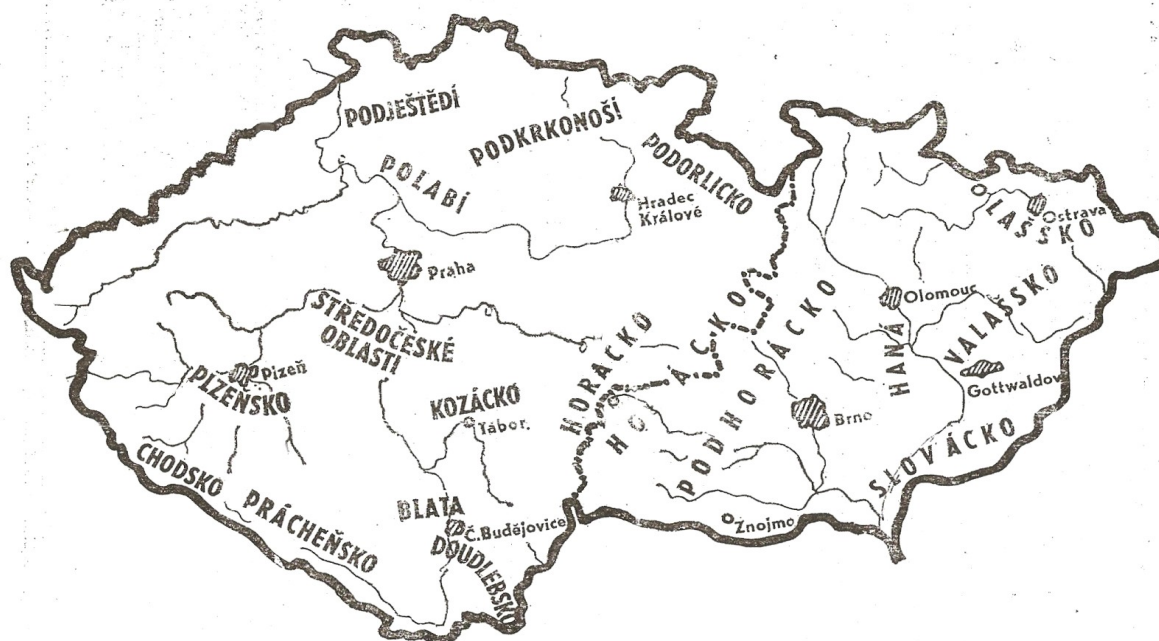 PODJEŠTĚDÍ
PODKRKONOŠÍ
POLABÍ
PODORLICKO
Hradec
Králové
Praha
STŘEDOČESKÉ
OBLASTI
Plzeň
PLZEŇSKO
KOZÁCKO
Tábor
CHODSKO
PRÁCHEŇSKO
BLATA
Č. Budějovice
DOUDLEBSKO
HORÁCKO
HORÁCKO
PODHORÁCKO
Brno
Znojmo
Olomouc
HANÁ
LAŠSKO
Ostrava
VALAŠSKO
Gottwaldov
SLOVÁCKO